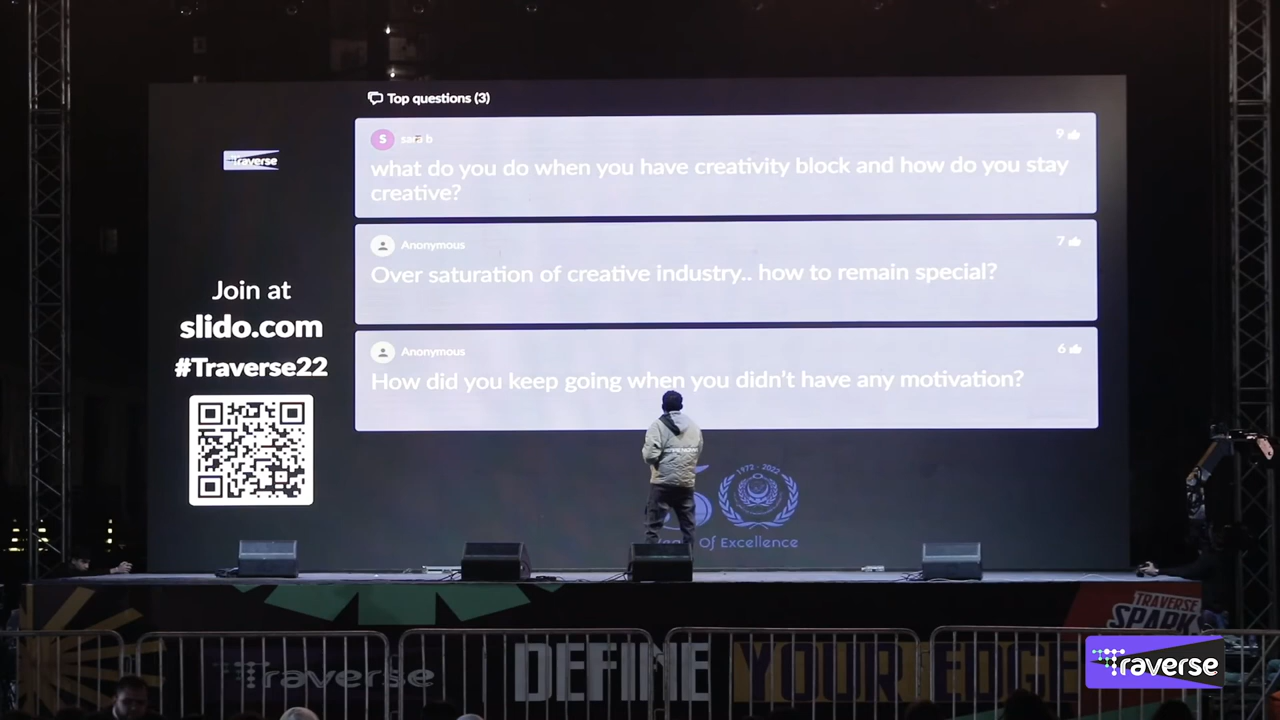 Top questions (3)
Traverse
S
9
what do you do when you have creativity block and how do you stay
creative?
Anonymous
7
Over saturation of creative industry.. how to remain special?
Anonymous
6
How did you keep going when you didn't have any motivation?
Join at
slido.com
#Traverse22
1972 - 2022
Of Excellence
TRAVERSE
SPARK
Traverse
DEFINE YOUR EDGE
Traverse